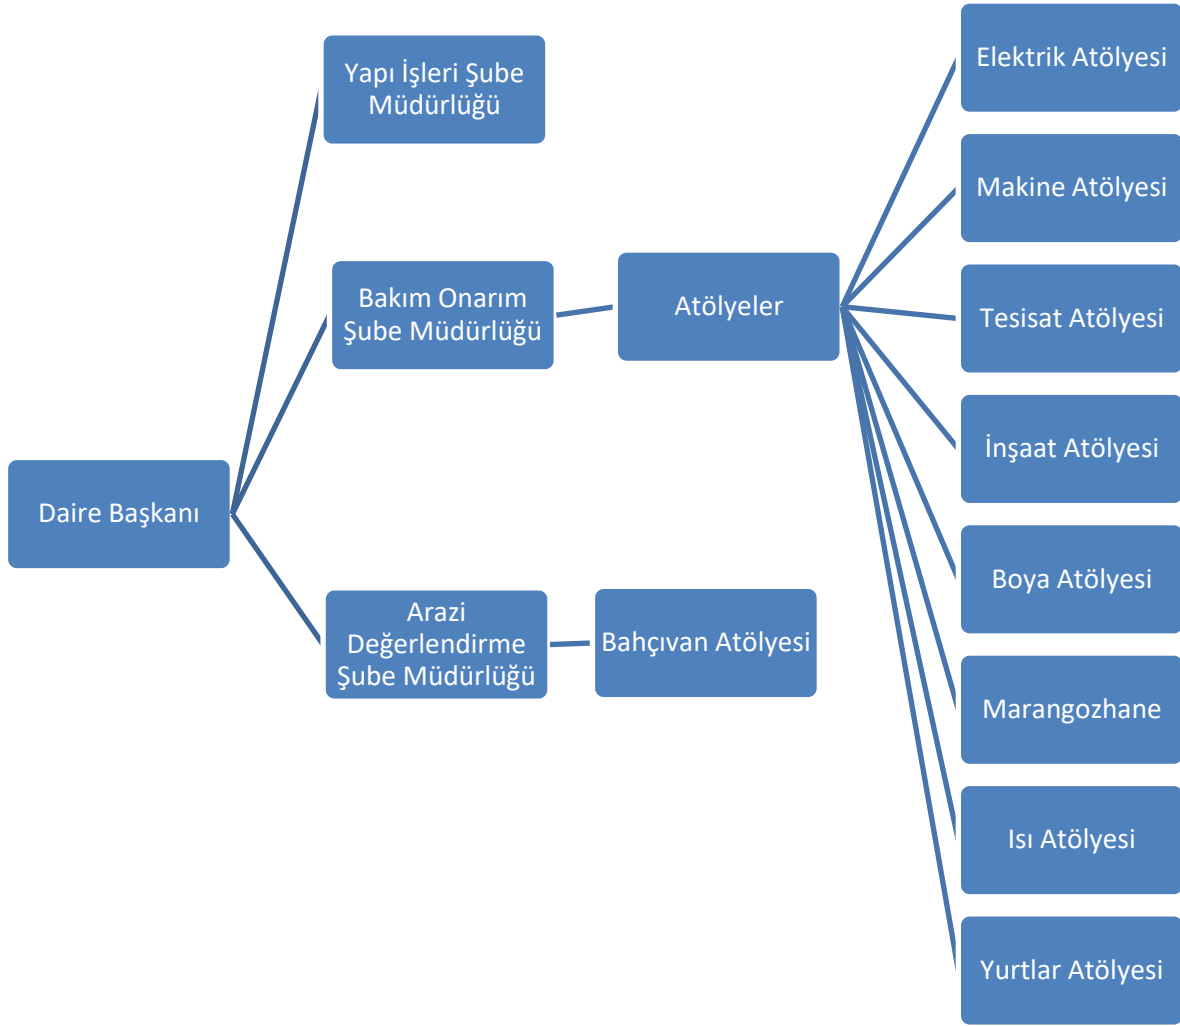 Daire Başkanı
Yapı İşleri Şube
Müdürlüğü
Bakım Onarım
Şube Müdürlüğü
Atölyeler
Elektrik Atölyesi
Makine Atölyesi
Tesisat Atölyesi
İnşaat Atölyesi
Boya Atölyesi
Marangozhane
Isı Atölyesi
Yurtlar Atölyesi
Arazi
Değerlendirme
Şube Müdürlüğü
Bahçıvan Atölyesi